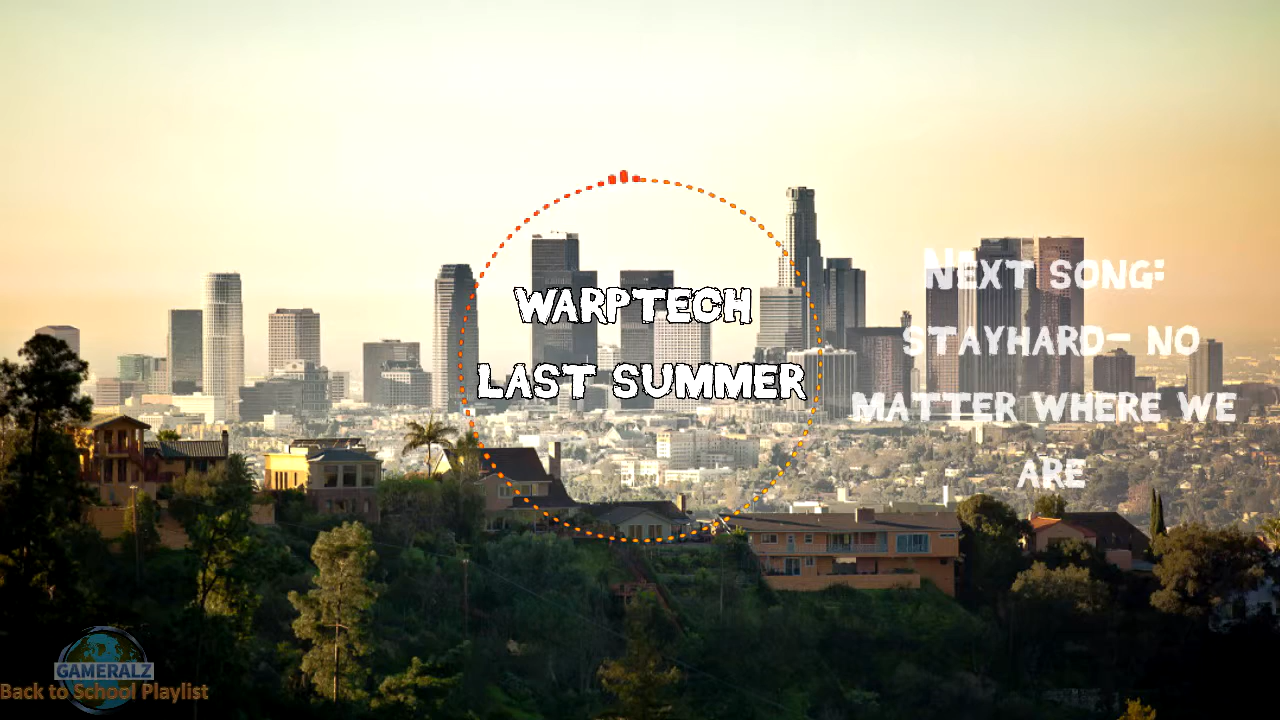 WARPTECH
LAST SUMMER
NEXT SONG:
STAYHARD- NO
MATTER WHERE WE
ARE
GAMERALZ
Back to School Playlist